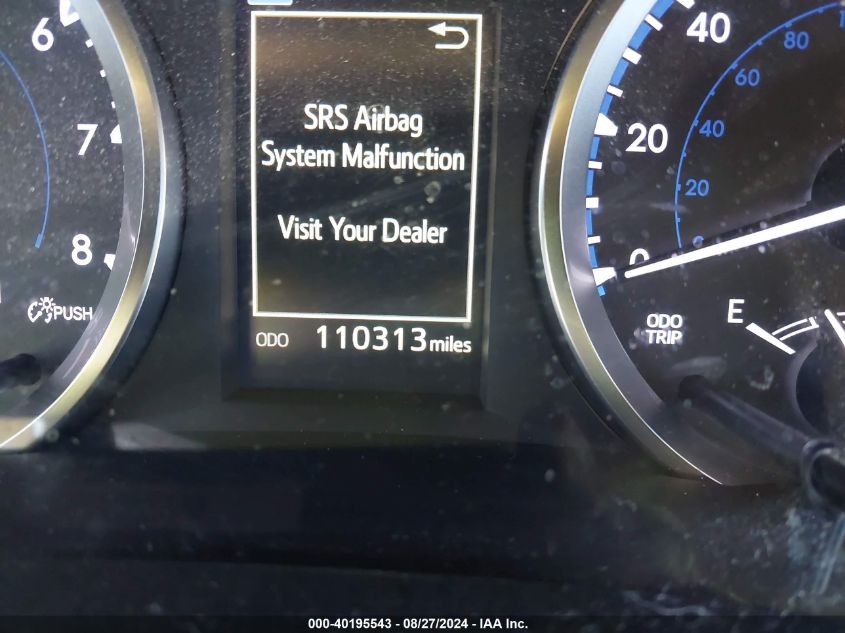 6
7
8
PUSH
SRS Airbag
System Malfunction
Visit Your Dealer
ODO 110313 miles
40
20
0
80
60
40
20
0
ODO
TRIP
E
000-40195543 - 08/27/2024 - IAA Inc.